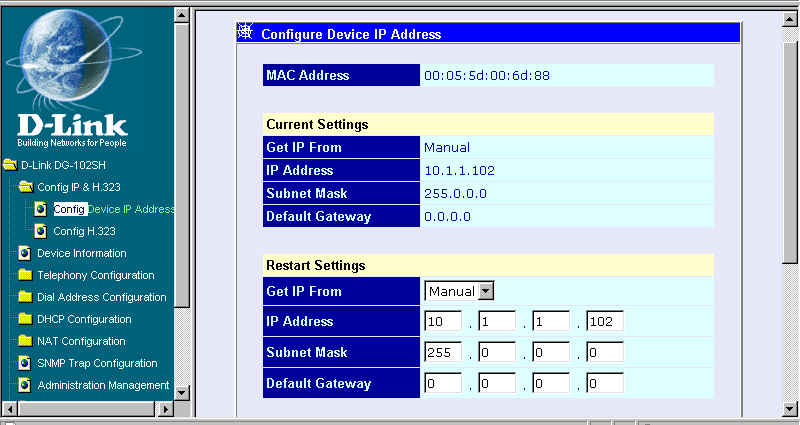 D-Link
Building Networks for People
D-Link DG-102SH
Config IP & H.323
Config Device IP Address
Config H.323
Device Information
Telephony Configuration
Dial Address Configuration
DHCP Configuration
NAT Configuration
SNMP Trap Configuration
Administration Management
Configure Device IP Address
MAC Address 00:05:5d:00:6d:88
Current Settings
Get IP From Manual
IP Address 10.1.1.102
Subnet Mask 255.0.0.0
Default Gateway 0.0.0.0
Restart Settings
Get IP From Manual
IP Address 10 . 1 . 1 . 102
Subnet Mask 255 . 0 . 0 . 0
Default Gateway 0 . 0 . 0 . 0